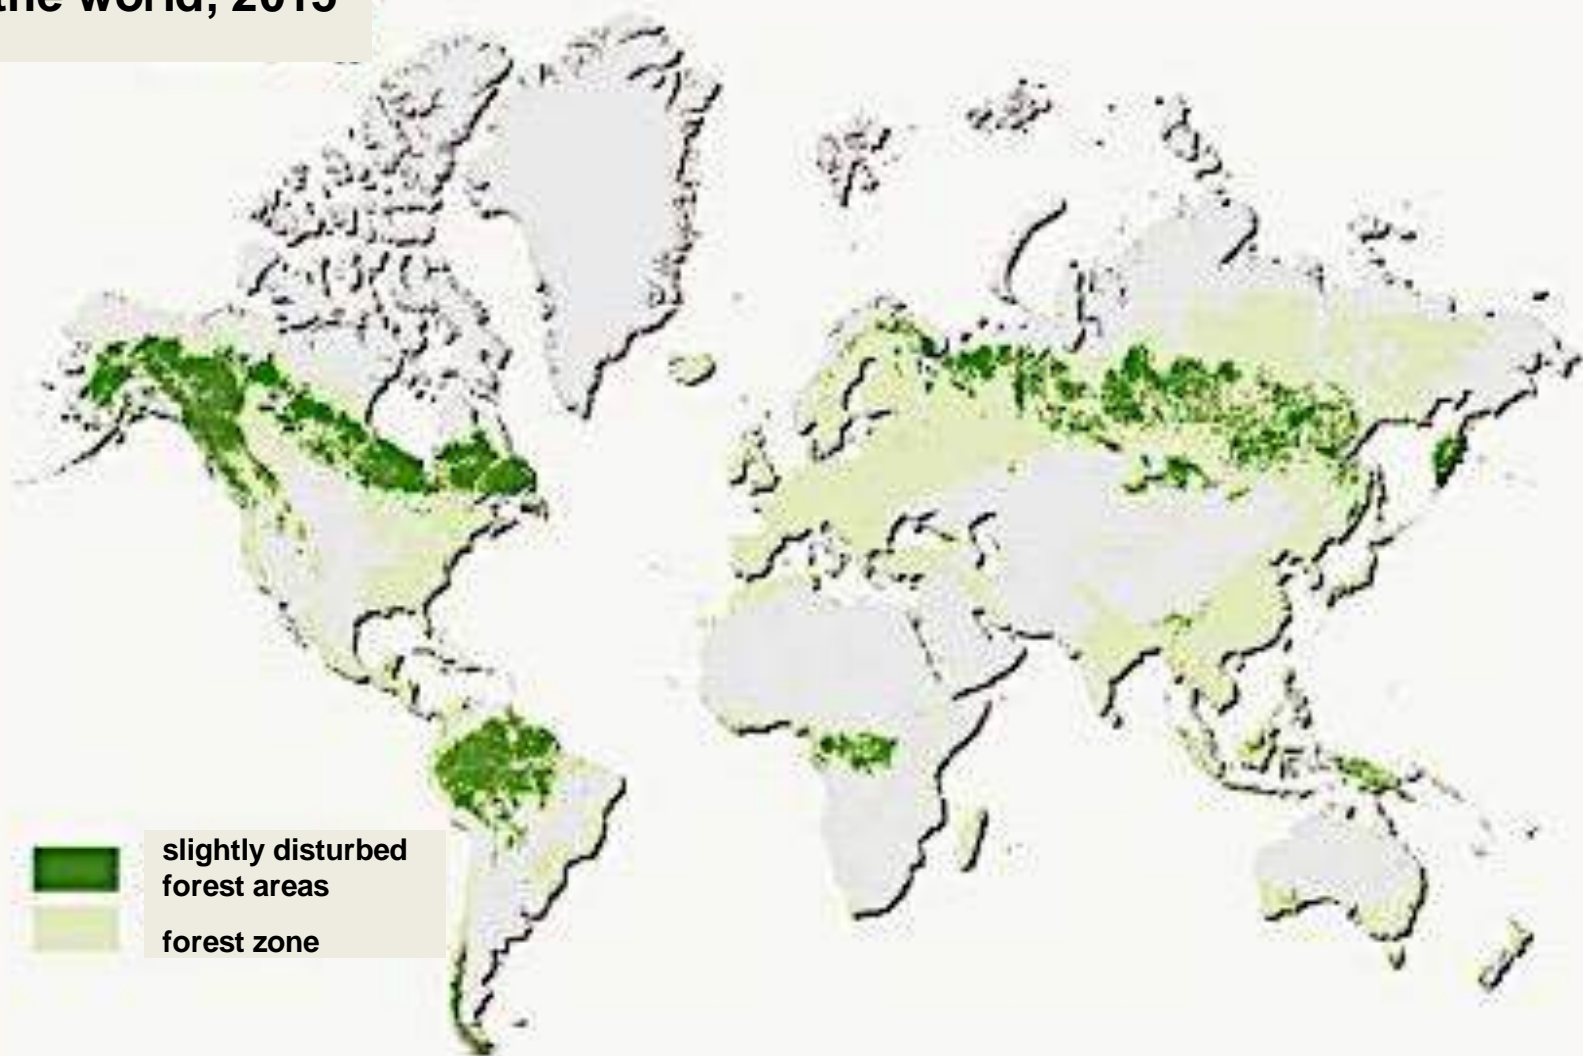 the world, 2015
slightly disturbed
forest areas
forest zone